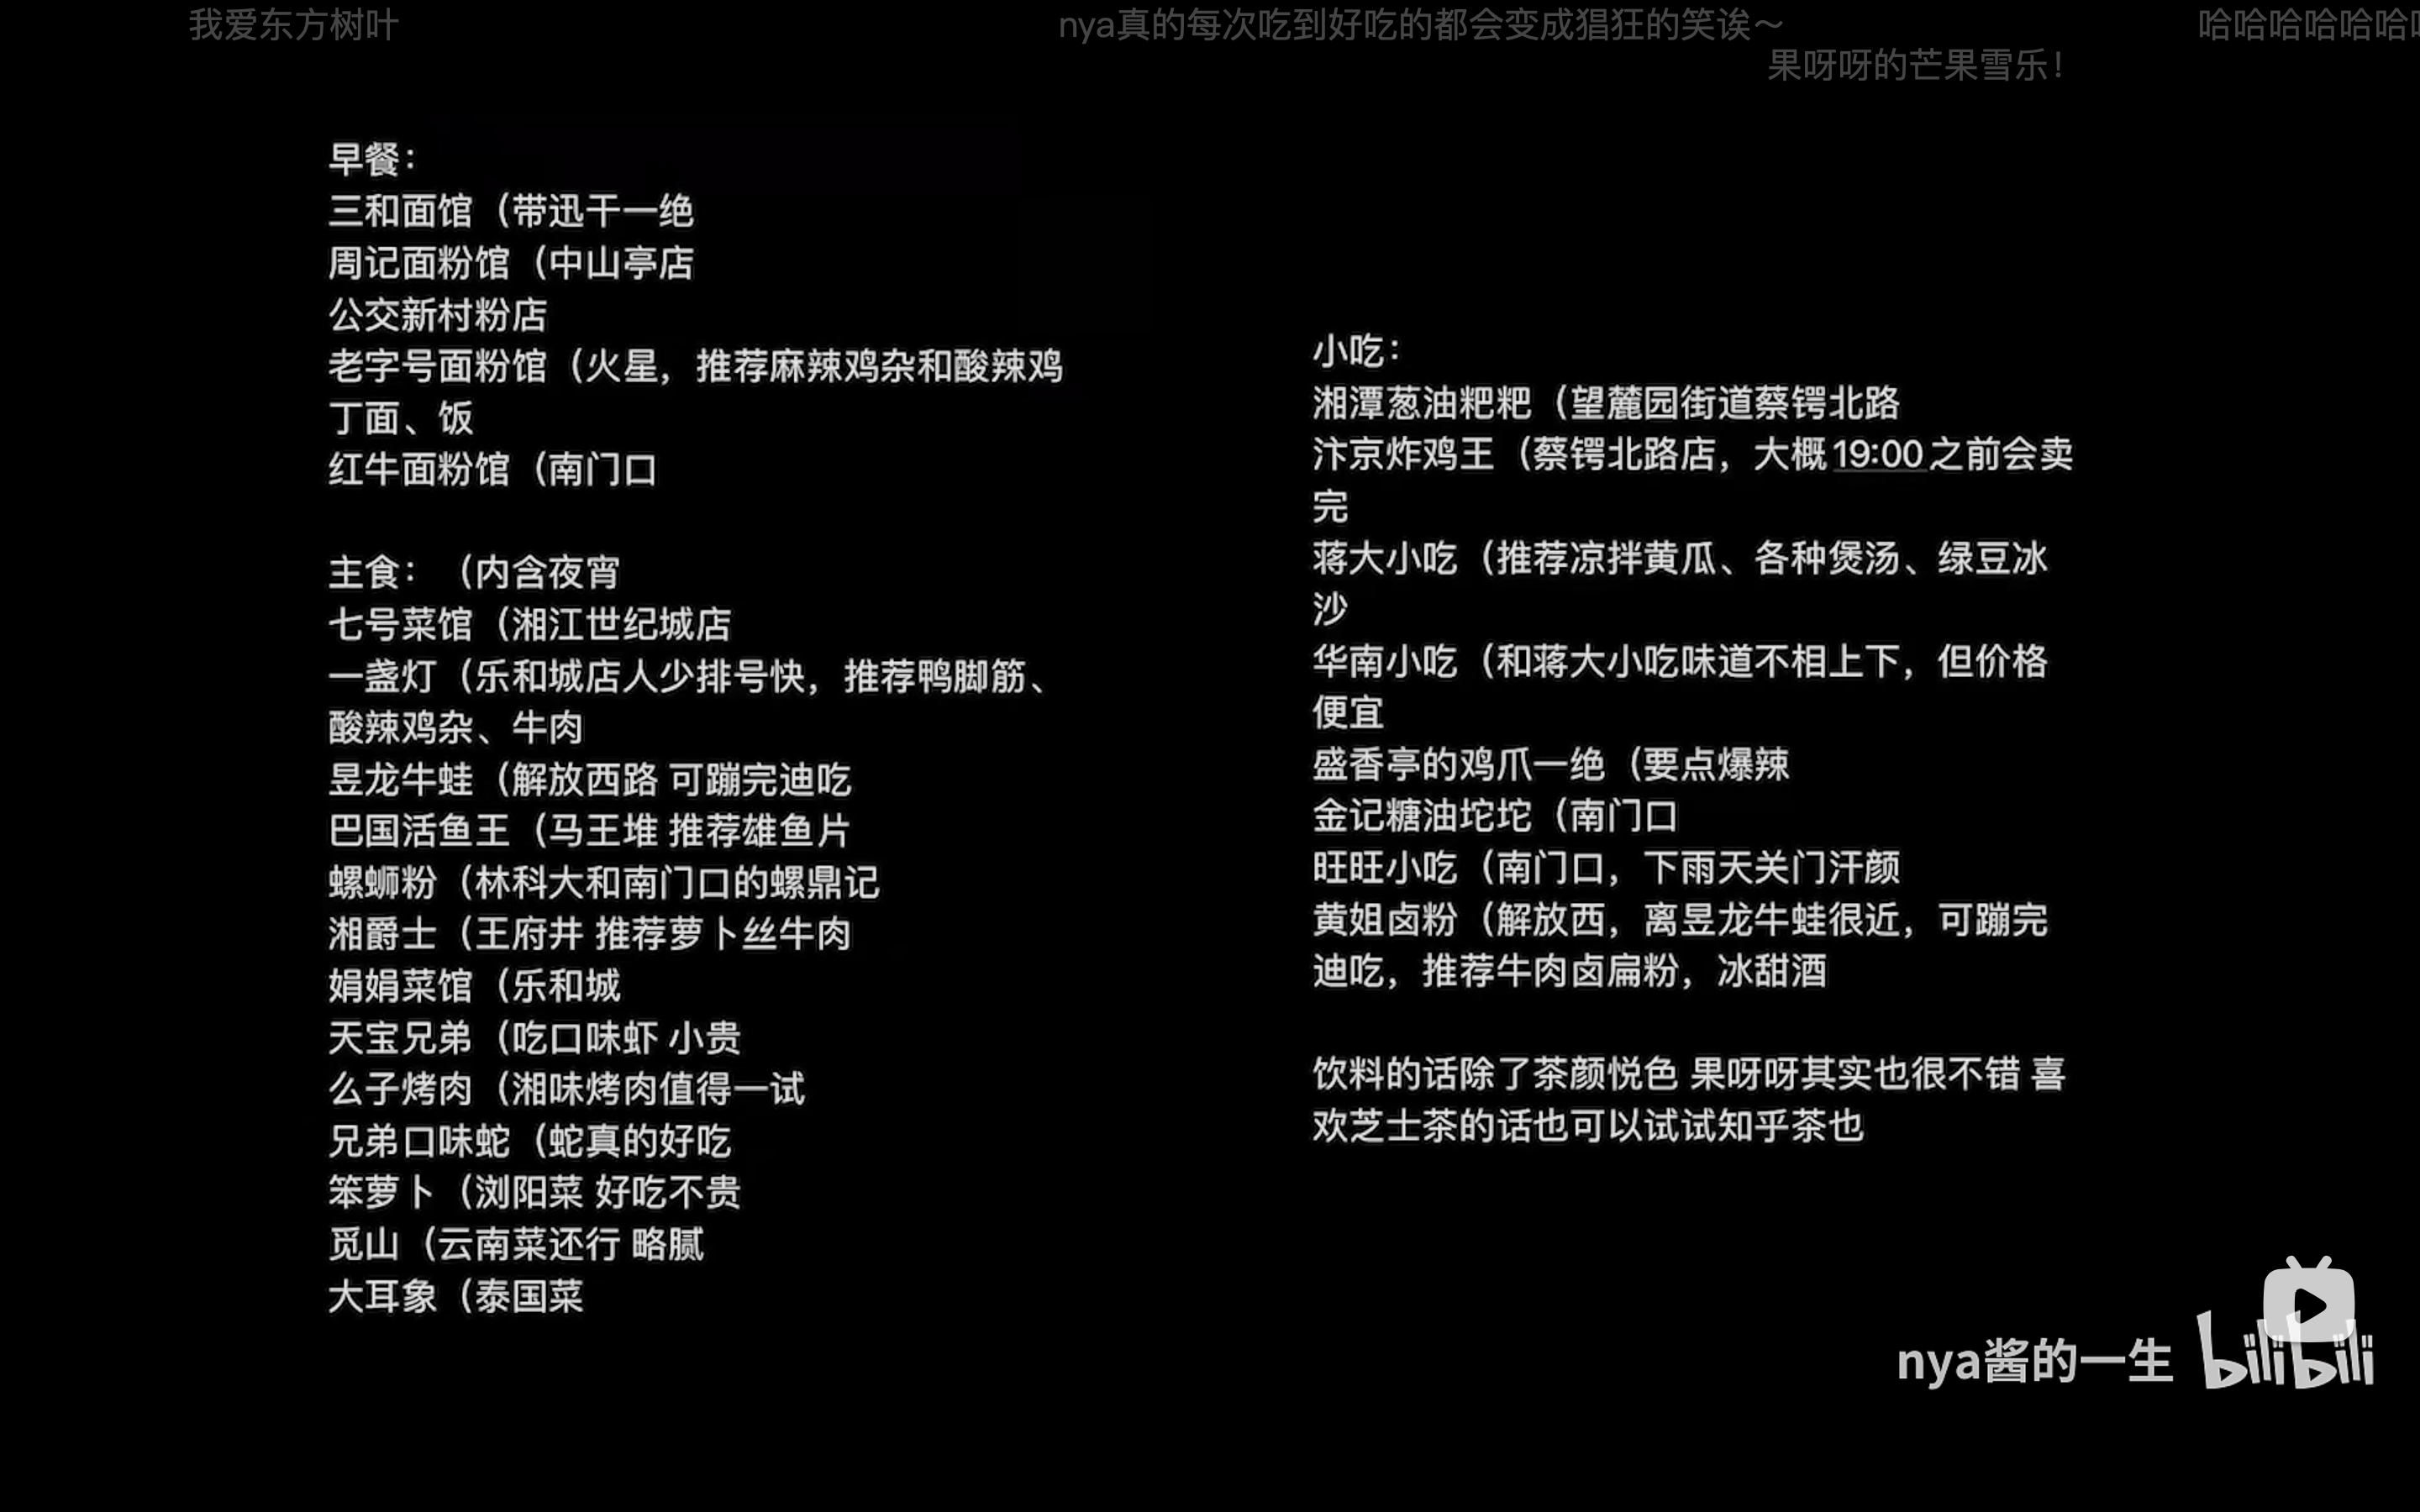 我爱东方树叶
nya真的每次吃到好吃的都会变成猖狂的笑诶～
哈哈哈哈哈哈
果呀呀的芒果雪乐！
早餐：
三和面馆（带迅干一绝
周记面粉馆（中山亭店
公交新村粉店
老字号面粉馆（火星，推荐麻辣鸡杂和酸辣鸡
丁面、饭
红牛面粉馆（南门口
主食：（内含夜宵
七号菜馆（湘江世纪城店
一盏灯（乐和城店人少排号快，推荐鸭脚筋、
酸辣鸡杂、牛肉
昱龙牛蛙（解放西路 可蹦完迪吃
巴国活鱼王（马王堆 推荐雄鱼片
螺蛳粉（林科大和南门口的螺鼎记
湘爵士（王府井 推荐萝卜丝牛肉
娟娟菜馆（乐和城
天宝兄弟（吃口味虾 小贵
么子烤肉（湘味烤肉值得一试
兄弟口味蛇（蛇真的好吃
笨萝卜（浏阳菜 好吃不贵
觅山（云南菜还行 略腻
大耳象（泰国菜
小吃：
湘潭葱油粑粑（望麓园街道蔡锷北路
汴京炸鸡王（蔡锷北路店，大概19:00之前会卖
完
蒋大小吃（推荐凉拌黄瓜、各种煲汤、绿豆冰
沙
华南小吃（和蒋大小吃味道不相上下，但价格
便宜
盛香亭的鸡爪一绝（要点爆辣
金记糖油坨坨（南门口
旺旺小吃（南门口，下雨天关门汗颜
黄姐卤粉（解放西，离昱龙牛蛙很近，可蹦完
迪吃，推荐牛肉卤扁粉，冰甜酒
饮料的话除了茶颜悦色 果呀呀其实也很不错 喜
欢芝士茶的话也可以试试知乎茶也
nya酱的一生 bilibili